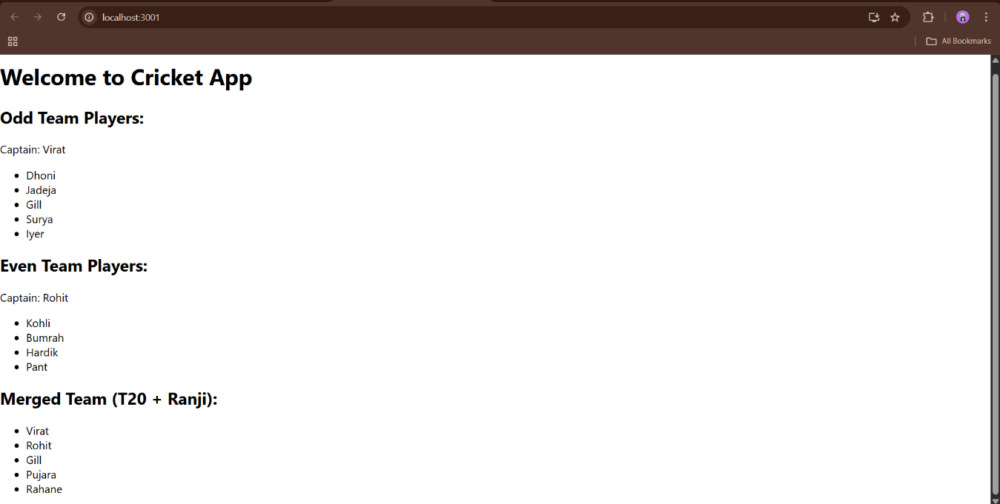 localhost:3001
All Bookmarks
Welcome to Cricket App
Odd Team Players:
Captain: Virat
Dhoni
Jadeja
Gill
Surya
Iyer
Even Team Players:
Captain: Rohit
Kohli
Bumrah
Hardik
Pant
Merged Team (T20 + Ranji):
Virat
Rohit
Gill
Pujara
Rahane